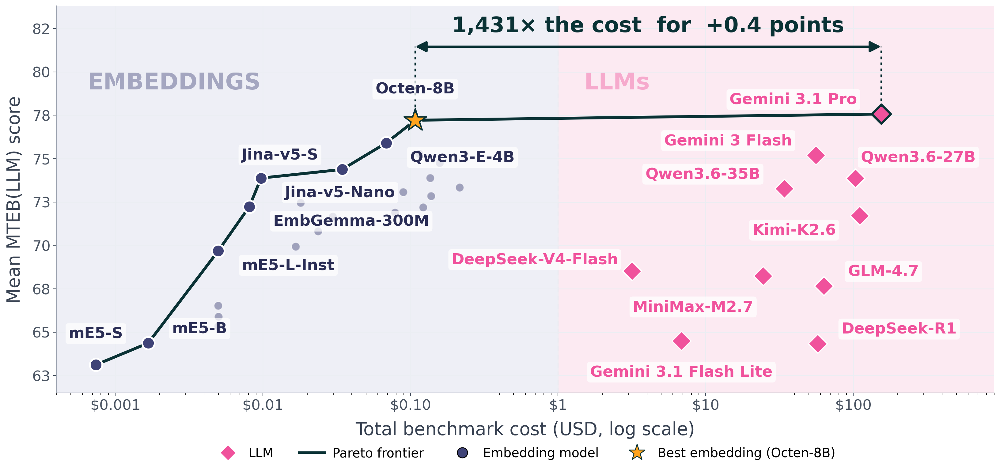 1,431× the cost for +0.4 points
EMBEDDINGS
LLMs
Octen-8B
Gemini 3.1 Pro
Gemini 3 Flash
Jina-v5-S
Qwen3-E-4B
Qwen3.6-27B
Qwen3.6-35B
Jina-v5-Nano
EmbGemma-300M
Kimi-K2.6
DeepSeek-V4-Flash
mE5-L-Inst
GLM-4.7
MiniMax-M2.7
mE5-S
mE5-B
DeepSeek-R1
Gemini 3.1 Flash Lite
Mean MTEB(LLM) score
82
80
78
75
73
70
68
65
63
$0.001
$0.01
$0.10
$1
$10
$100
Total benchmark cost (USD, log scale)
LLM
Pareto frontier
Embedding model
Best embedding (Octen-8B)